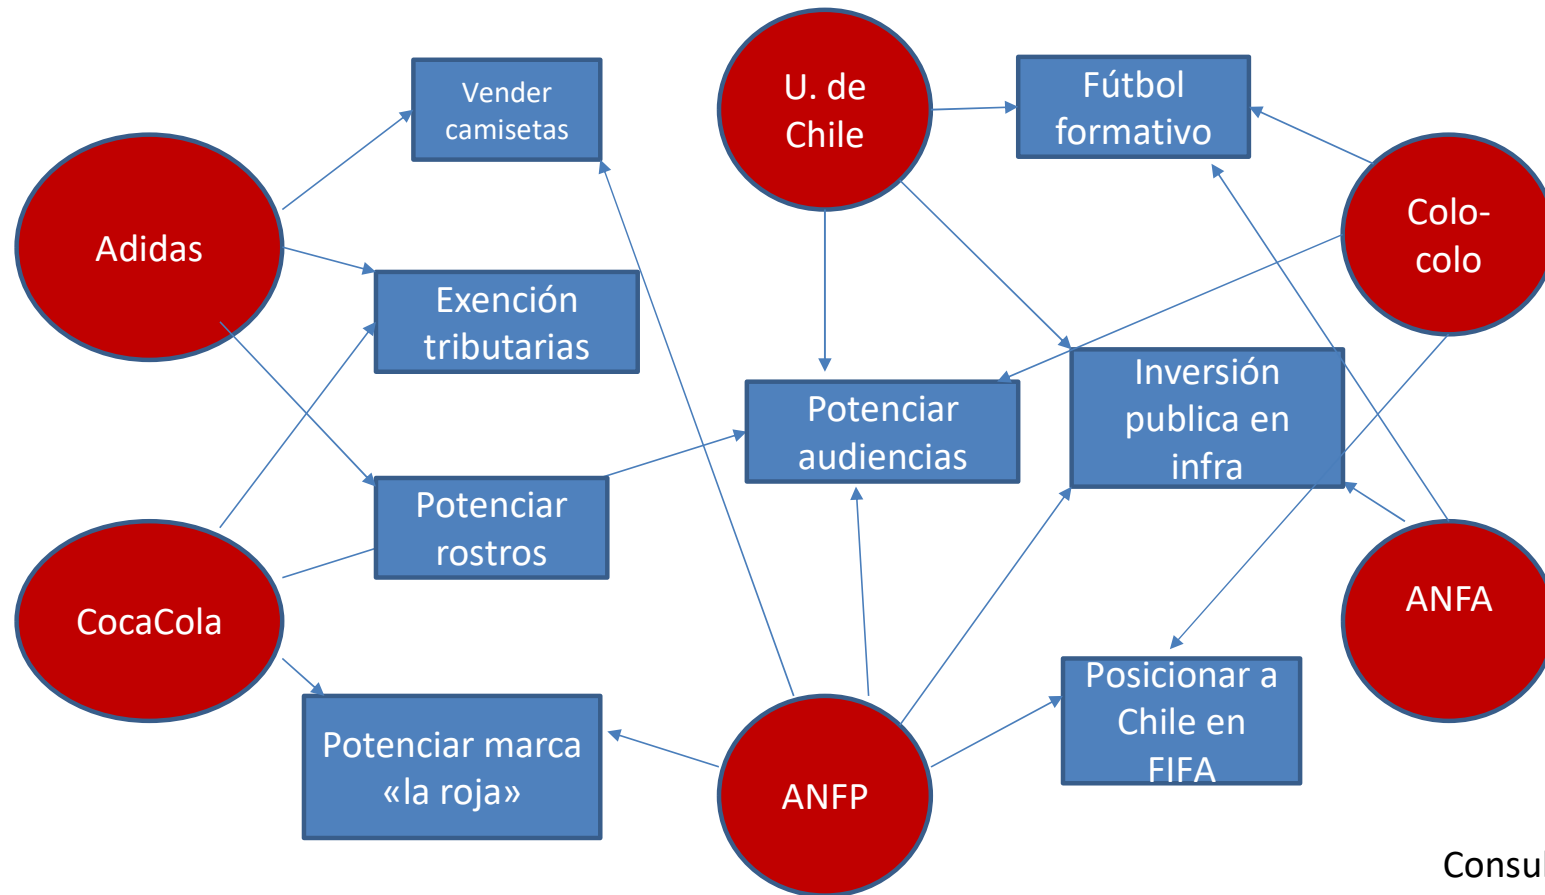 Vender
camisetas
U. de
Chile
Fútbol
formativo
Adidas
Colo-
colo
Exención
tributarias
Potenciar
audiencias
Inversión
publica en
infra
Potenciar
rostros
CocaCola
ANFA
Potenciar marca
«la roja»
ANFP
Posicionar a
Chile en
FIFA